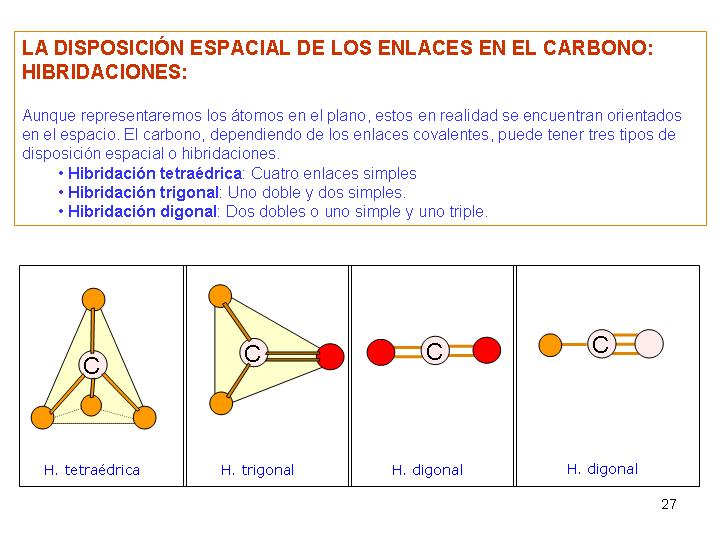 LA DISPOSICIÓN ESPACIAL DE LOS ENLACES EN EL CARBONO:
HIBRIDACIONES:
Aunque representaremos los átomos en el plano, estos en realidad se encuentran orientados
en el espacio. El carbono, dependiendo de los enlaces covalentes, puede tener tres tipos de
disposición espacial o hibridaciones.
• Hibridación tetraédrica: Cuatro enlaces simples
• Hibridación trigonal: Uno doble y dos simples.
• Hibridación digonal: Dos dobles o uno simple y uno triple.
C
C
C
C
H. tetraédrica
H. trigonal
H. digonal
H. digonal
27